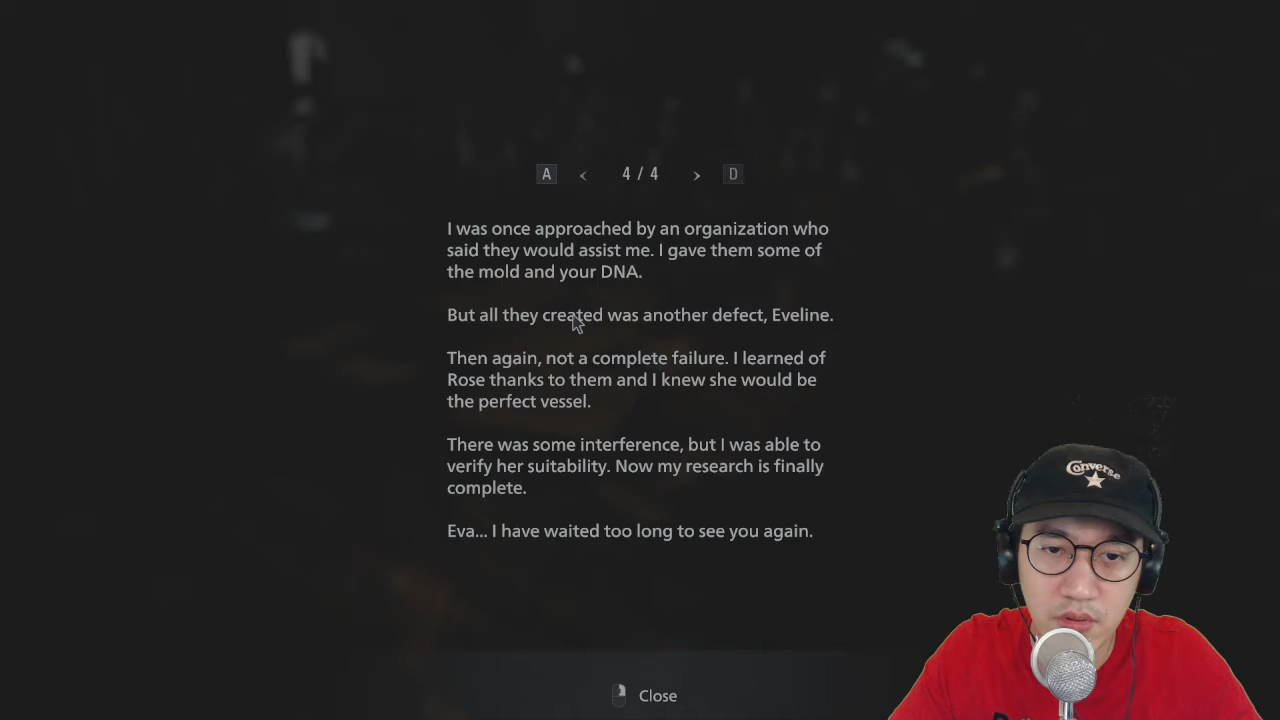 A < 4 / 4 > D
I was once approached by an organization who
said they would assist me. I gave them some of
the mold and your DNA.
But all they created was another defect, Eveline.
Then again, not a complete failure. I learned of
Rose thanks to them and I knew she would be
the perfect vessel.
There was some interference, but I was able to
verify her suitability. Now my research is finally
complete.
Eva... I have waited too long to see you again.
Converse
Close